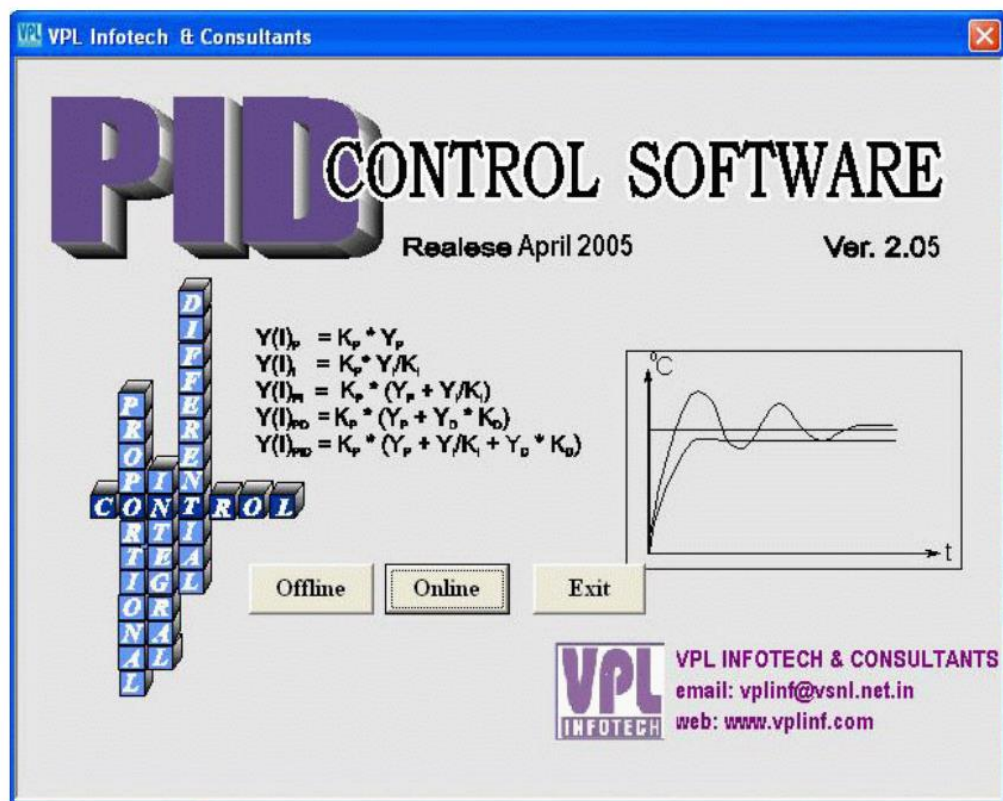 VPL VPL Infotech & Consultants
PID CONTROL SOFTWARE
Realese April 2005
Ver. 2.05
DIFFERENTIAL
PROPORTIONAL
INTEGRAL
CONTROL
Y(I)P = KP * YP
Y(I)I = KP* YI/KI
Y(I)PI = KP * (YP + YI/KI)
Y(I)PD = KP * (YP + YD * KD)
Y(I)PID = KP * (YP + YI/KI + YD * KD)
°C
t
Offline
Online
Exit
VPL
INFOTECH
VPL INFOTECH & CONSULTANTS
email: vplinf@vsnl.net.in
web: www.vplinf.com